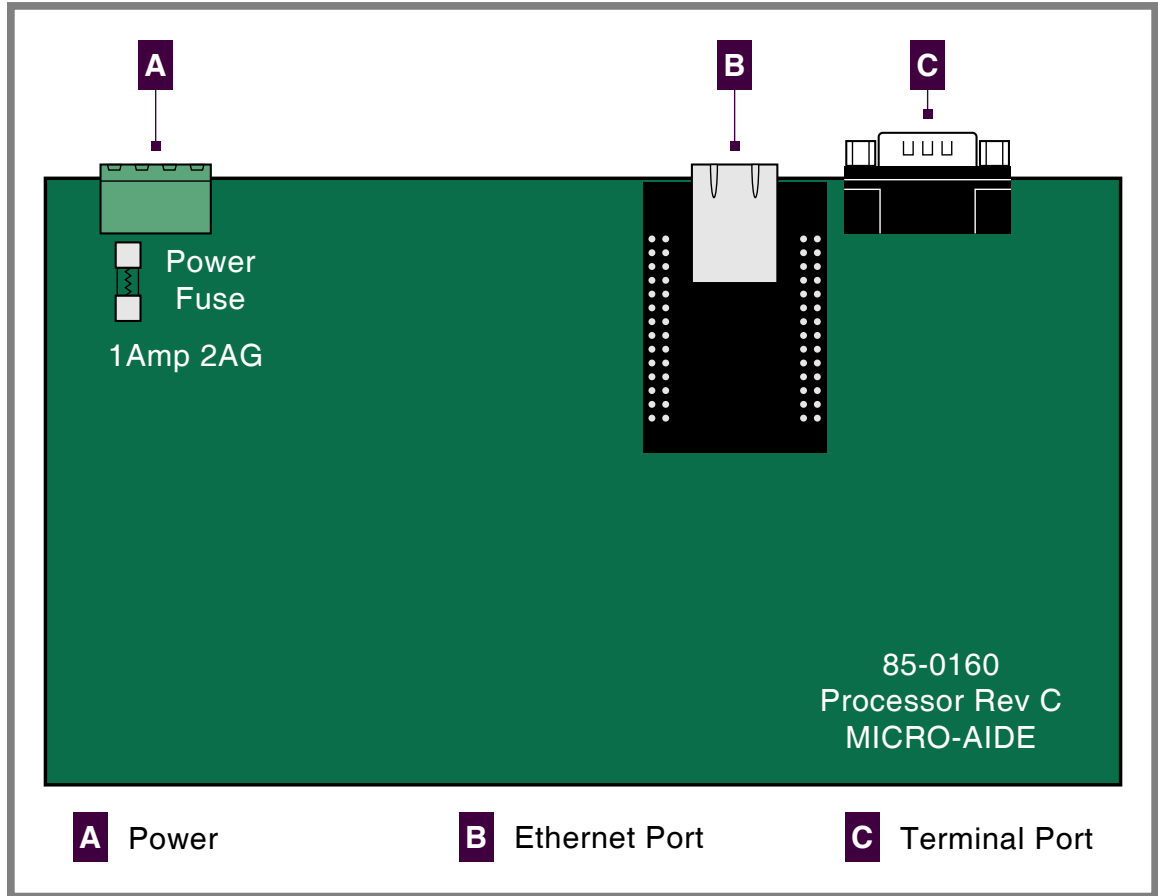 A
B
C
Power
Fuse
1Amp 2AG
85-0160
Processor Rev C
MICRO-AIDE
A Power
B Ethernet Port
C Terminal Port